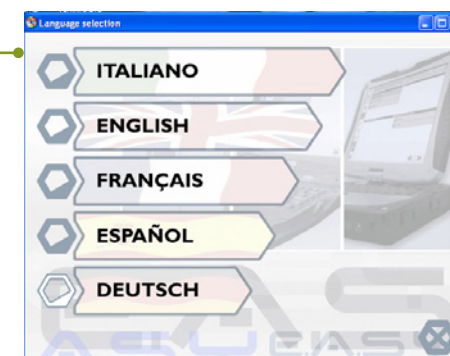 Language selection
ITALIANO
ENGLISH
FRANÇAIS
ESPAÑOL
DEUTSCH